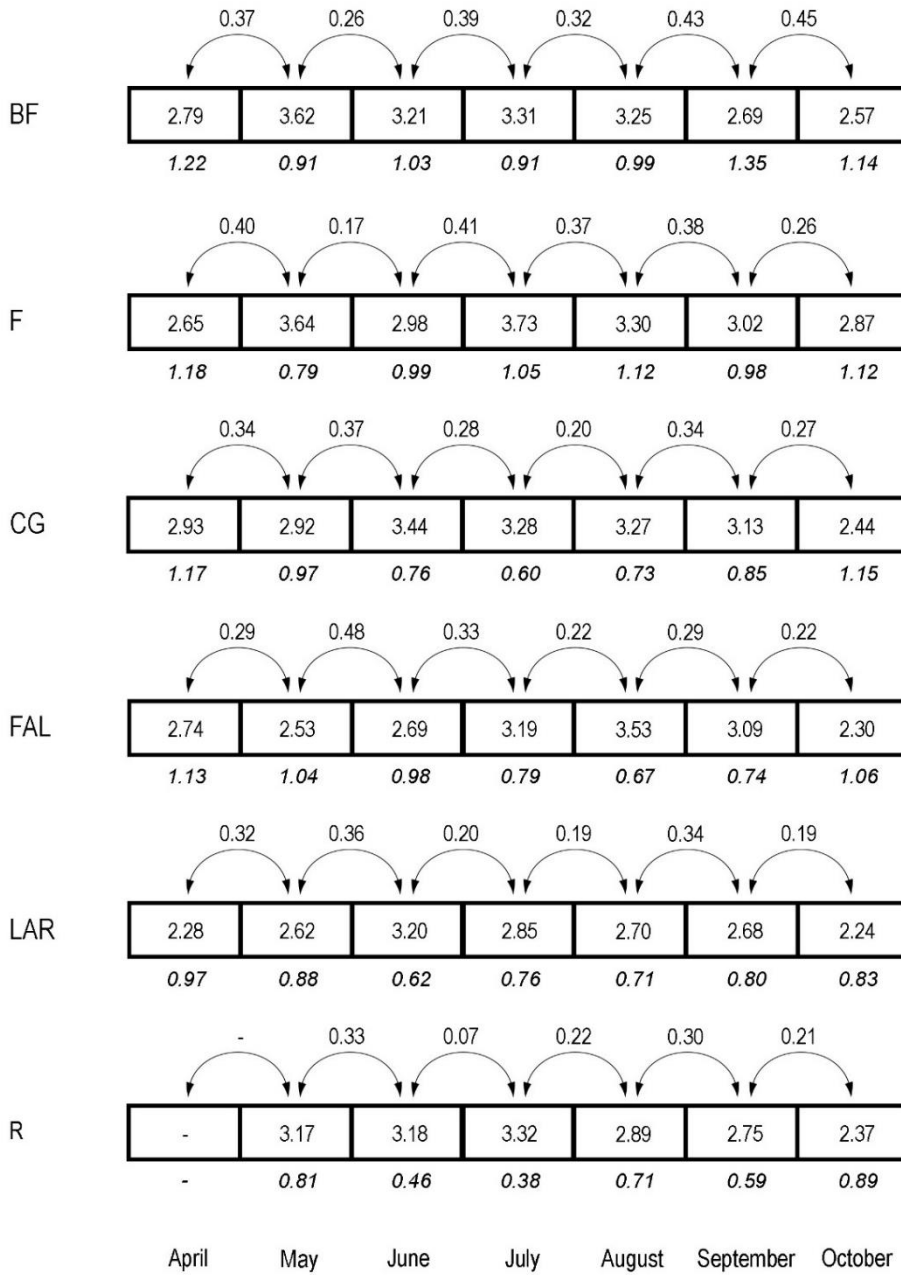 0.37 0.26 0.39 0.32 0.43 0.45
BF 2.79 3.62 3.21 3.31 3.25 2.69 2.57
1.22 0.91 1.03 0.91 0.99 1.35 1.14
0.40 0.17 0.41 0.37 0.38 0.26
F 2.65 3.64 2.98 3.73 3.30 3.02 2.87
1.18 0.79 0.99 1.05 1.12 0.98 1.12
0.34 0.37 0.28 0.20 0.34 0.27
CG 2.93 2.92 3.44 3.28 3.27 3.13 2.44
1.17 0.97 0.76 0.60 0.73 0.85 1.15
0.29 0.48 0.33 0.22 0.29 0.22
FAL 2.74 2.53 2.69 3.19 3.53 3.09 2.30
1.13 1.04 0.98 0.79 0.67 0.74 1.06
0.32 0.36 0.20 0.19 0.34 0.19
LAR 2.28 2.62 3.20 2.85 2.70 2.68 2.24
0.97 0.88 0.62 0.76 0.71 0.80 0.83
- 0.33 0.07 0.22 0.30 0.21
R - 3.17 3.18 3.32 2.89 2.75 2.37
- 0.81 0.46 0.38 0.71 0.59 0.89
April May June July August September October